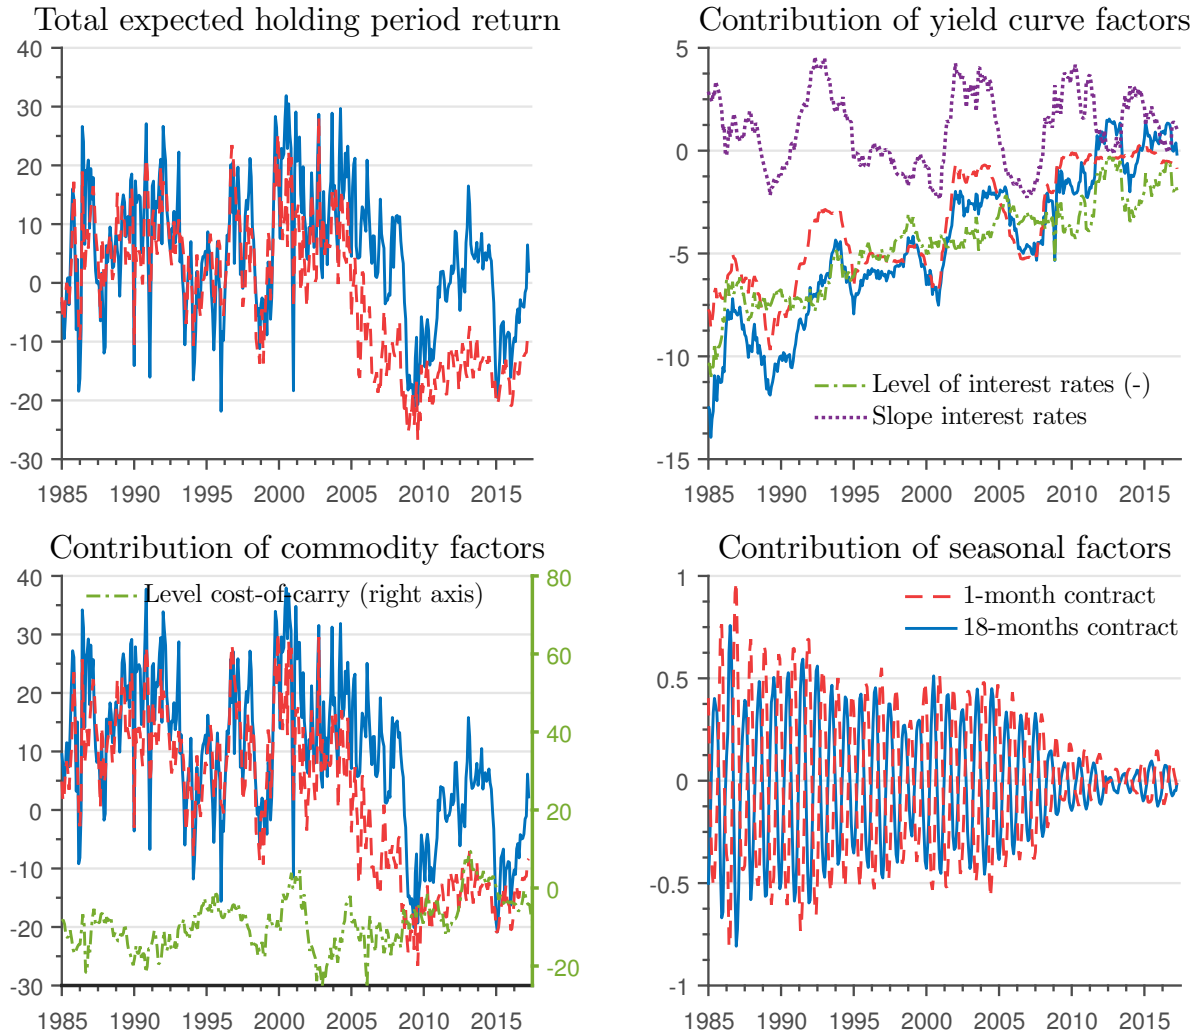 Total expected holding period return
40
30
20
10
0
-10
-20
-30
1985 1990 1995 2000 2005 2010 2015
Contribution of yield curve factors
5
0
-5
-10
-15
Level of interest rates (-)
Slope interest rates
1985 1990 1995 2000 2005 2010 2015
Contribution of commodity factors
40
30
20
10
0
-10
-20
-30
Level cost-of-carry (right axis)
80
60
40
20
0
-20
1985 1990 1995 2000 2005 2010 2015
Contribution of seasonal factors
1
0.5
0
-0.5
-1
1-month contract
18-months contract
1985 1990 1995 2000 2005 2010 2015